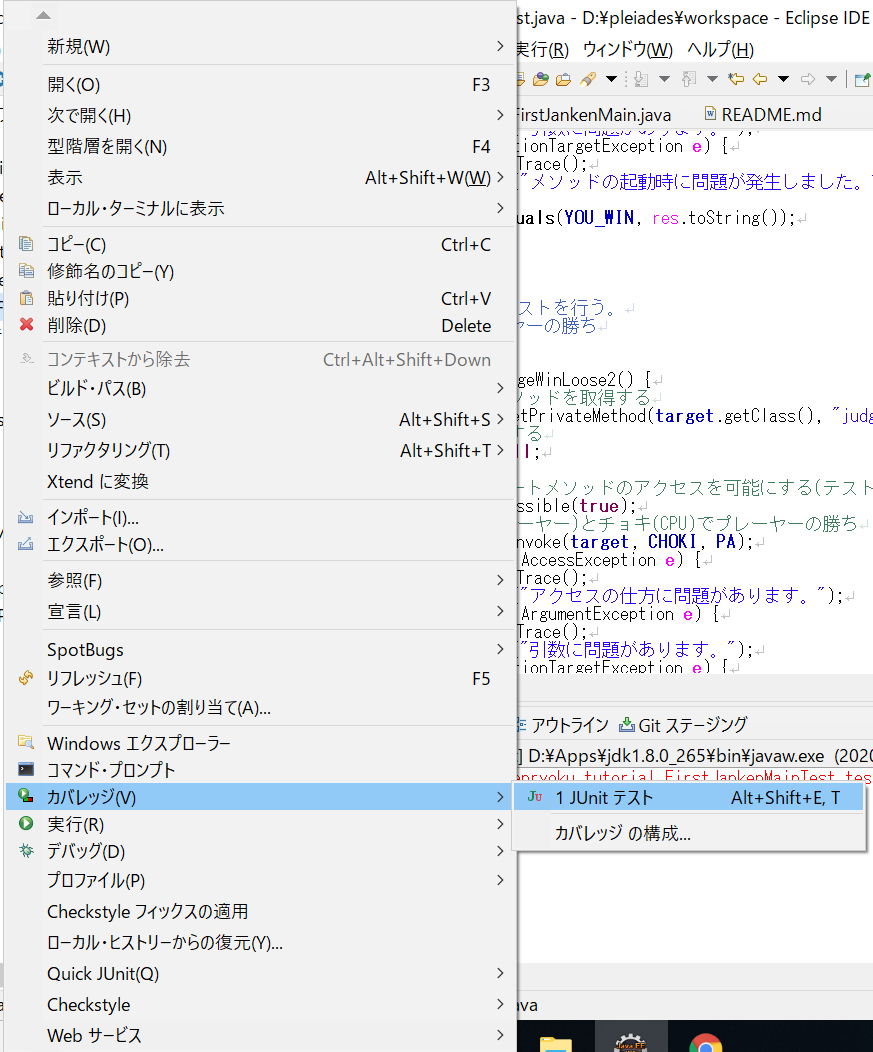 st.java - D:¥pleiades¥workspace - Eclipse IDE
実行(R) ウィンドウ(W) ヘルプ(H)
FirstJankenMain.java README.md
引数に問題があります。");
tionTargetException e) {
Trace();
"メソッドの起動時に問題が発生しました。"
uals(YOU_WIN, res.toString());
ストを行う。
ーの勝ち
geWinLoose2() {
ソッドを取得する
etPrivateMethod(target.getClass(), "judg
する
ll;
ートメソッドのアクセスを可能にする(テスト
ssible(true);
ーヤー)とチョキ(CPU)でプレーヤーの勝ち
nvoke(target, CHOKI, PA);
AccessException e) {
Trace();
"アクセスの仕方に問題があります。");
ArgumentException e) {
Trace();
"引数に問題があります。");
ionTargetException e) {
アウトライン Git ステージング
] D:¥Apps¥jdk1.8.0_265¥bin¥javaw.exe (2020
tutorial.FirstJankenMainTest.tes
新規(W)
開く(O) F3
次で開く(H)
型階層を開く(N) F4
表示 Alt+Shift+W(W)
ローカル・ターミナルに表示
コピー(C) Ctrl+C
修飾名のコピー(Y)
貼り付け(P) Ctrl+V
削除(D) Delete
コンテキストから除去 Ctrl+Alt+Shift+Down
ビルド・パス(B)
ソース(S) Alt+Shift+S
リファクタリング(T) Alt+Shift+T
Xtend に変換
インポート(I)...
エクスポート(O)...
参照(F)
宣言(L)
SpotBugs
リフレッシュ(F) F5
ワーキング・セットの割り当て(A)...
Windows エクスプローラー
コマンド・プロンプト
カバレッジ(V)
実行(R)
デバッグ(D)
プロファイル(P)
Checkstyle フィックスの適用
ローカル・ヒストリーからの復元(Y)...
Quick JUnit(Q)
Checkstyle
Web サービス
JU 1 JUnit テスト Alt+Shift+E, T
カバレッジ の構成...
ava